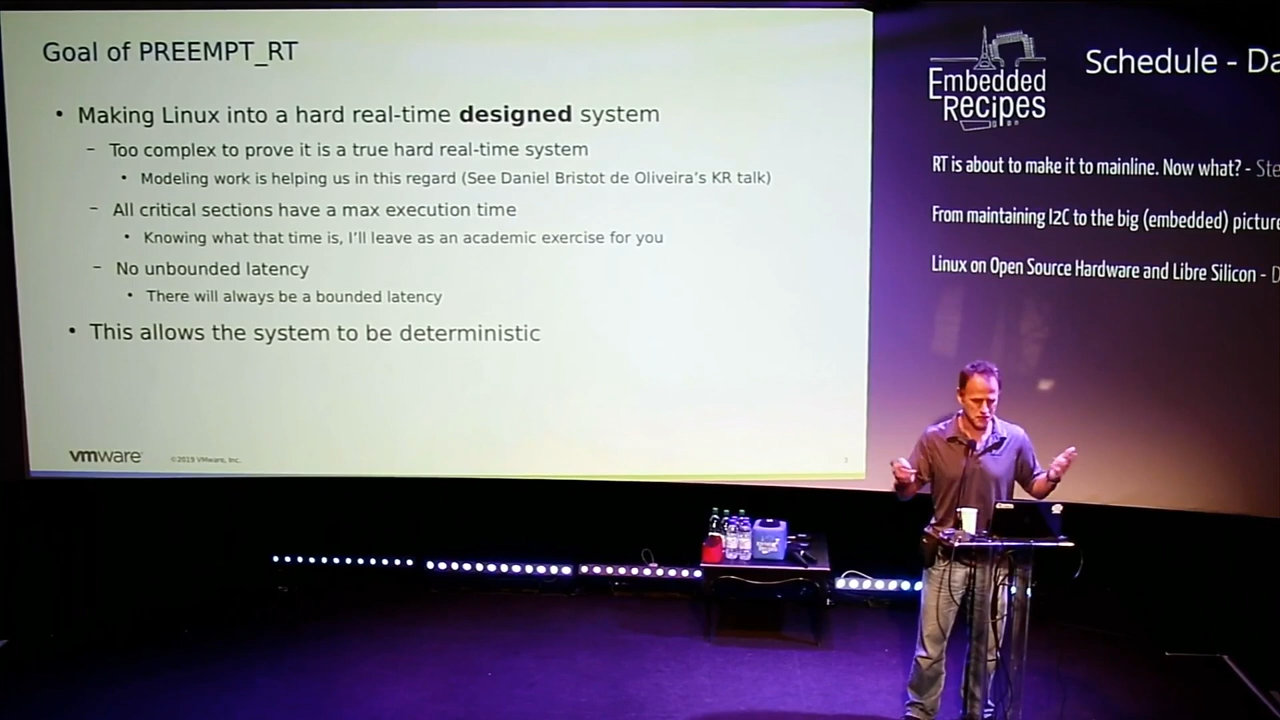 Goal of PREEMPT_RT
• Making Linux into a hard real-time designed system
– Too complex to prove it is a true hard real-time system
• Modeling work is helping us in this regard (See Daniel Bristot de Oliveira's KR talk)
– All critical sections have a max execution time
• Knowing what that time is, I'll leave as an academic exercise for you
– No unbounded latency
• There will always be a bounded latency
• This allows the system to be deterministic
vmware
©2019 VMware, Inc.
3
Embedded
Recipes
Schedule - Da
RT is about to make it to mainline. Now what? - Ste
From maintaining I2C to the big (embedded) picture
Linux on Open Source Hardware and Libre Silicon - D